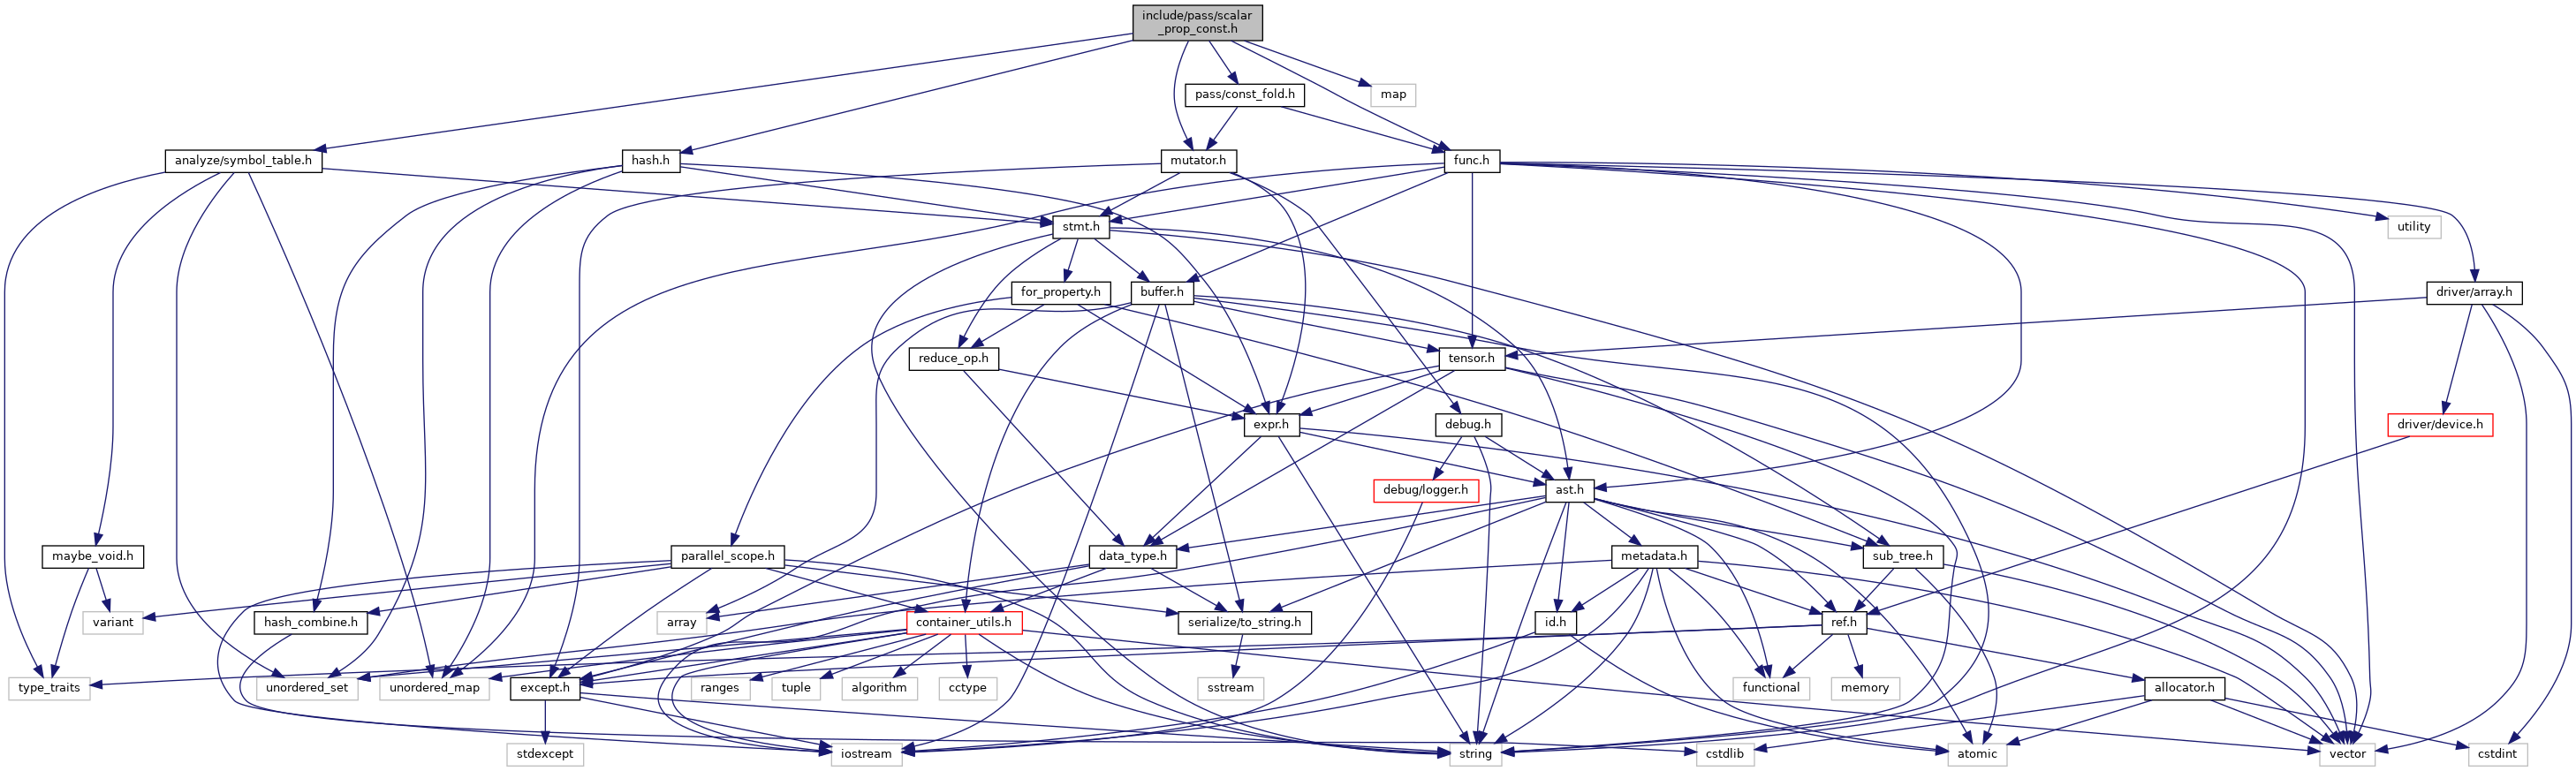 include/pass/scalar
_prop_const.h
pass/const_fold.h
map
analyze/symbol_table.h
hash.h
mutator.h
func.h
stmt.h
utility
for_property.h
buffer.h
driver/array.h
reduce_op.h
tensor.h
expr.h
debug.h
driver/device.h
debug/logger.h
ast.h
maybe_void.h
parallel_scope.h
data_type.h
metadata.h
sub_tree.h
variant
hash_combine.h
array
container_utils.h
serialize/to_string.h
id.h
ref.h
type_traits
unordered_set
unordered_map
except.h
ranges
tuple
algorithm
cctype
sstream
functional
memory
allocator.h
stdexcept
iostream
string
cstdlib
atomic
vector
cstdint